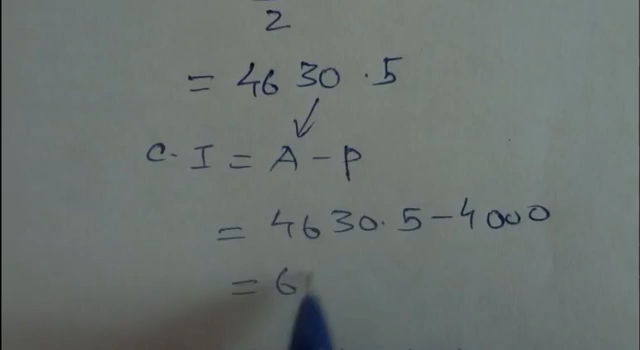 2
= 4630.5
C.I = A - P
= 4630.5 - 4000
= 6